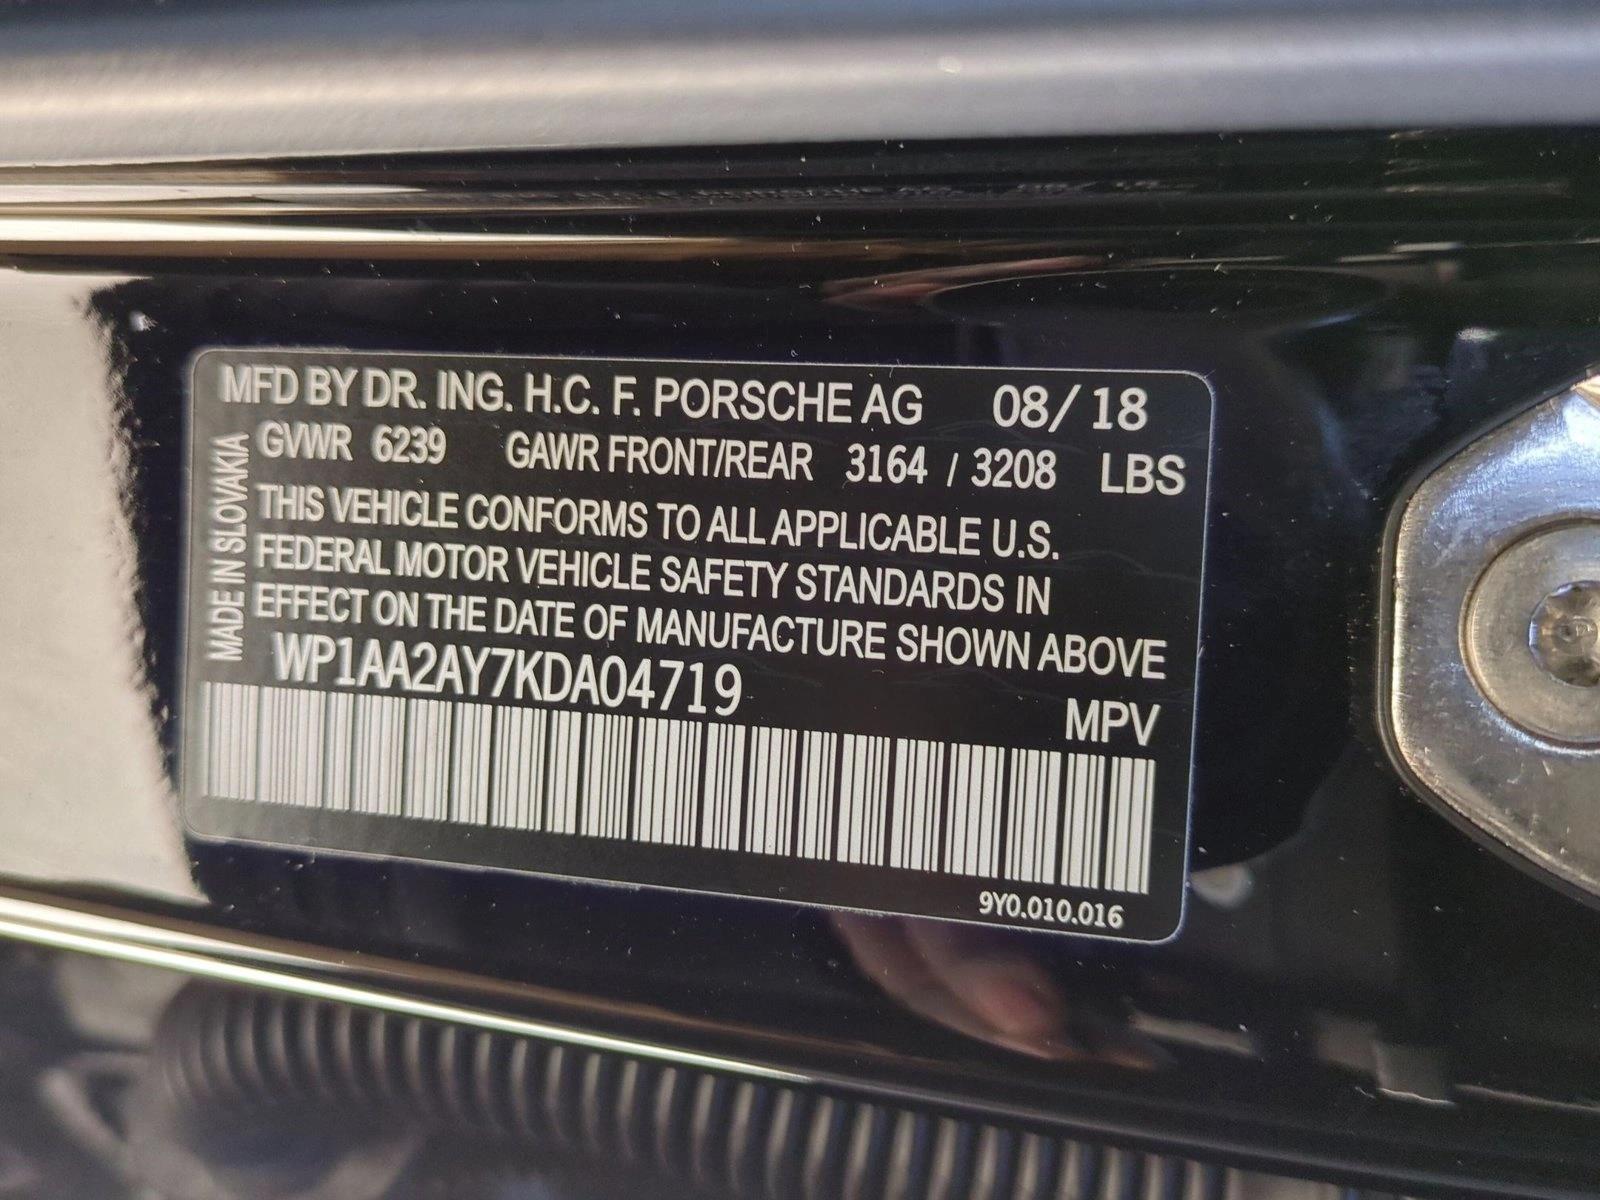 MFD BY DR. ING. H.C. F. PORSCHE AG 08/18
GVWR 6239 GAWR FRONT/REAR 3164 / 3208 LBS
THIS VEHICLE CONFORMS TO ALL APPLICABLE U.S.
FEDERAL MOTOR VEHICLE SAFETY STANDARDS IN
EFFECT ON THE DATE OF MANUFACTURE SHOWN ABOVE
MADE IN SLOVAKIA
WP1AA2AY7KDA04719
MPV
9Y0.010.016